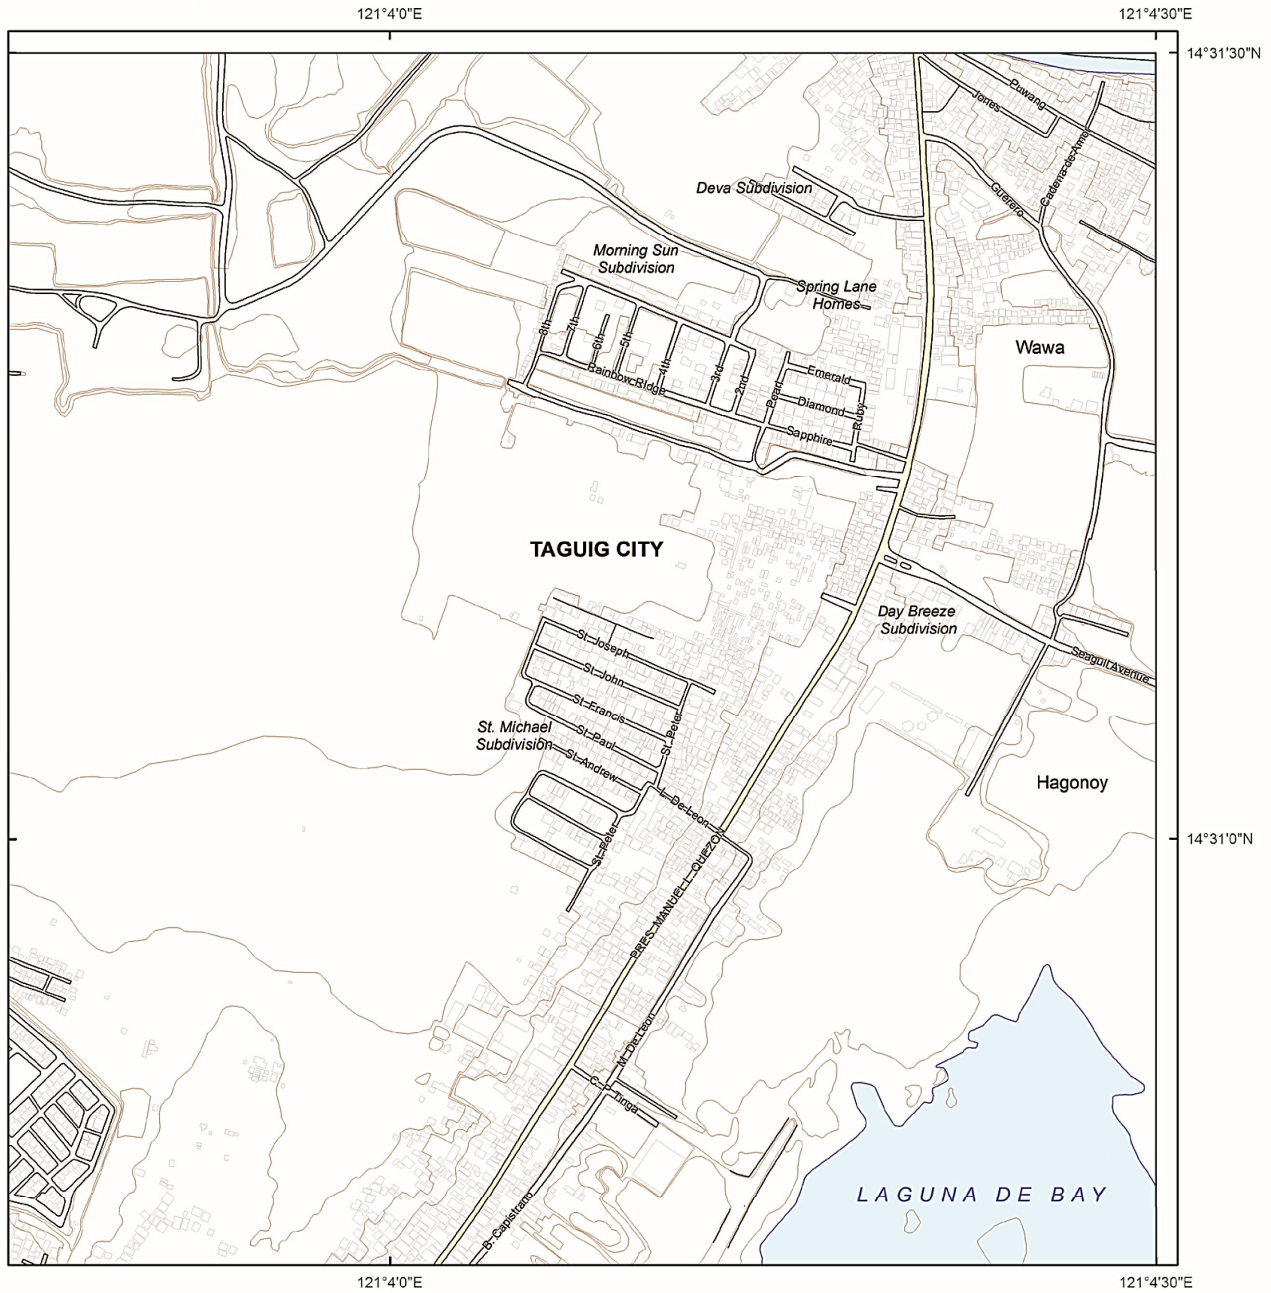 121°4'0"E
121°4'30"E
14°31'30"N
Puwang
Jones
Cadena de Amor
Guerero
Deva Subdivision
Morning Sun
Subdivision
Spring Lane
Homes
8th
7th
6th
5th
4th
3rd
2nd
Rainbow Ridge
Pearl
Emerald
Diamond
Ruby
Sapphire
Wawa
TAGUIG CITY
Day Breeze
Subdivision
Seagull Avenue
St. Joseph
St. John
St. Francis
St. Paul
St. Andrew
St. Peter
St. Michael
Subdivision
L. De Leon
St. Peter
Hagonoy
14°31'0"N
PRES. MANUEL L. QUEZON
M. De Leon
C. P. Tinga
B. Capistrano
LAGUNA DE BAY
121°4'0"E
121°4'30"E